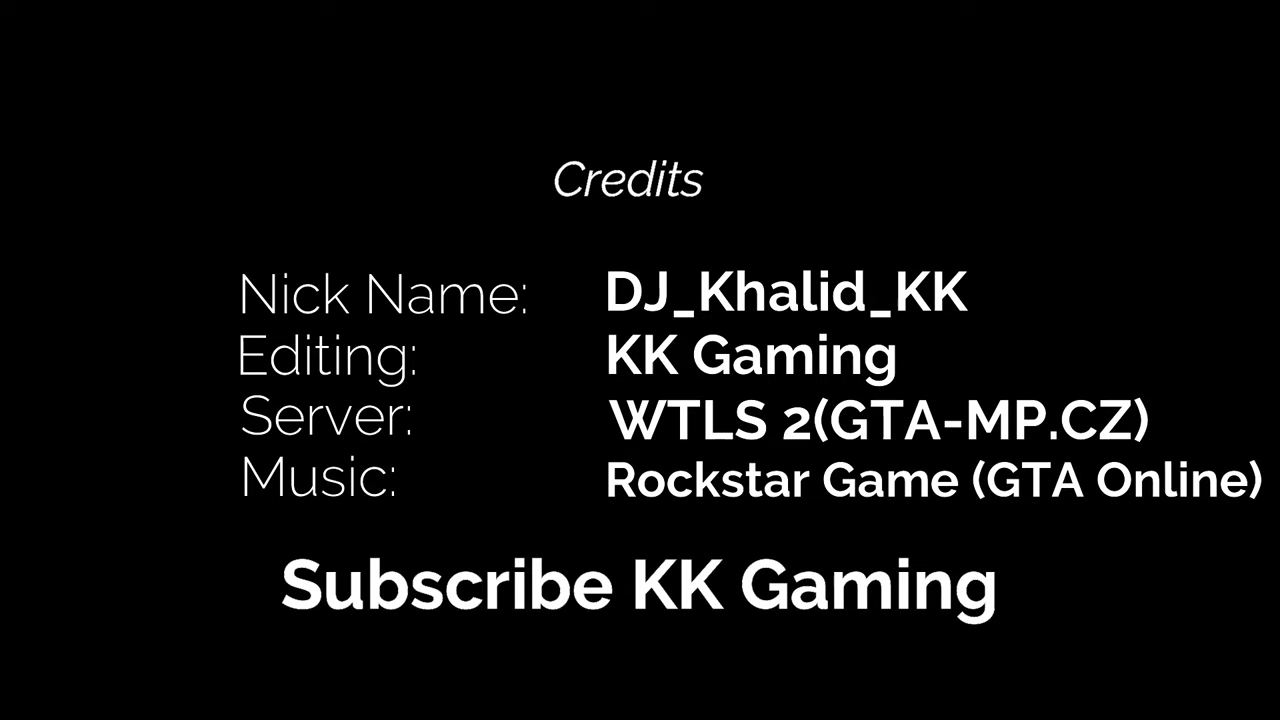 Credits
Nick Name: DJ_Khalid_KK
Editing: KK Gaming
Server: WTLS 2(GTA-MP.CZ)
Music: Rockstar Game (GTA Online)
Subscribe KK Gaming